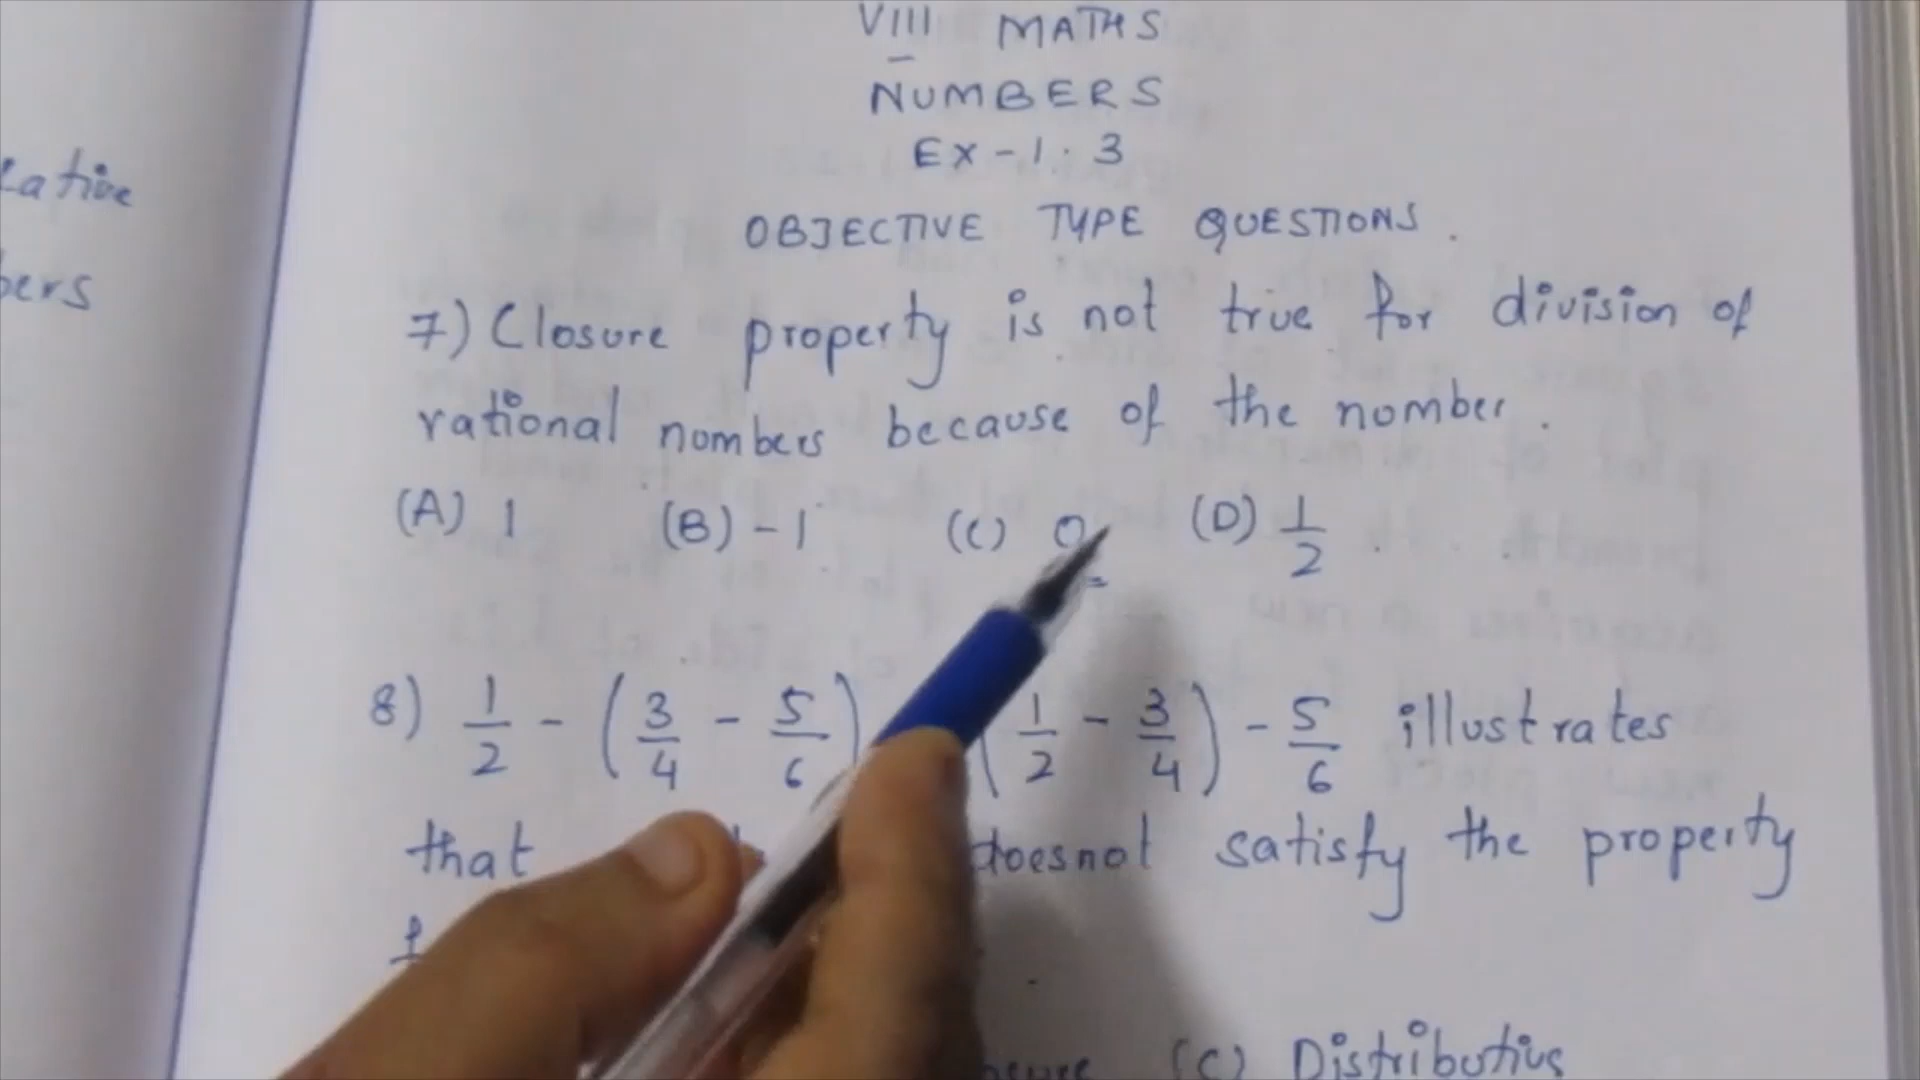 VIII MATHS
NUMBERS
EX-1.3
OBJECTIVE TYPE QUESTIONS.
7) Closure property is not true for division of
rational numbers because of the number.
(A) 1 (B) -1 (C) 0 (D) 1/2.
8) 1/2 - (3/4 - 5/6) (1/2 - 3/4) - 5/6 illustrates
that does not satisfy the property
(C) Distributive
bers